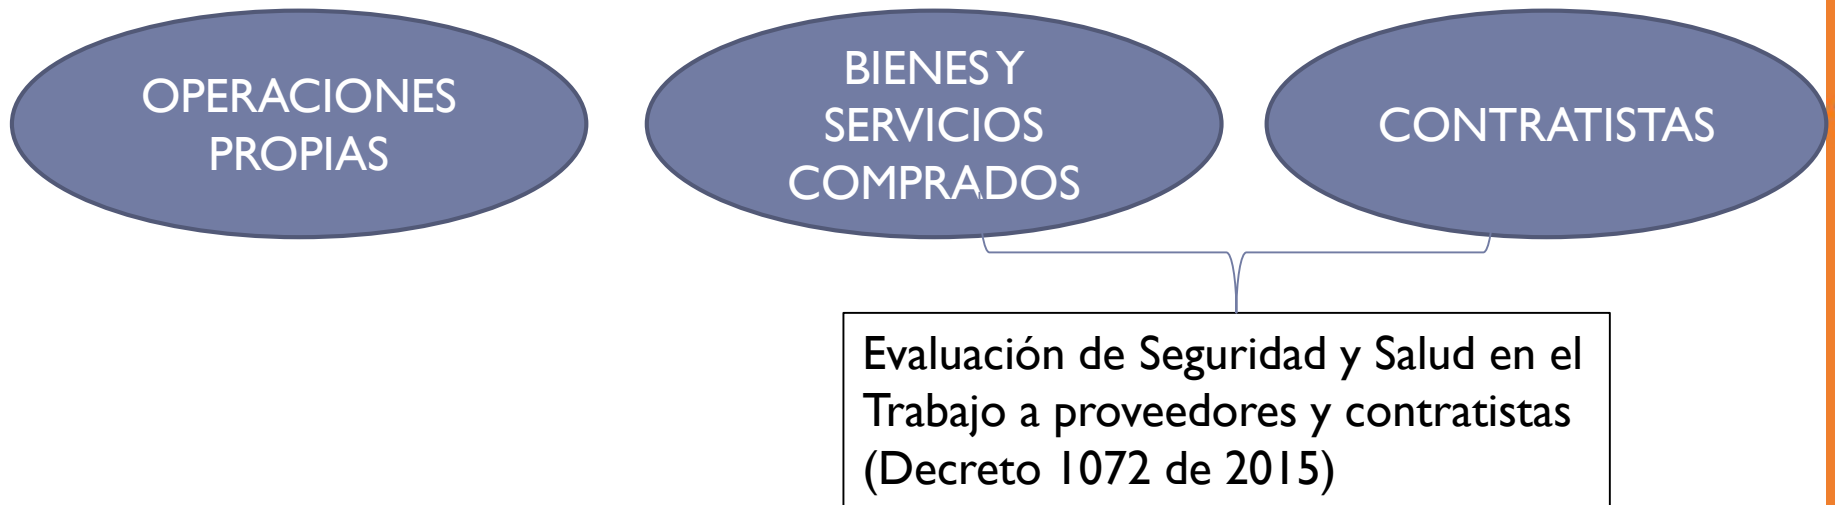 OPERACIONES
PROPIAS
BIENES Y
SERVICIOS
COMPRADOS
CONTRATISTAS
Evaluación de Seguridad y Salud en el
Trabajo a proveedores y contratistas
(Decreto 1072 de 2015)